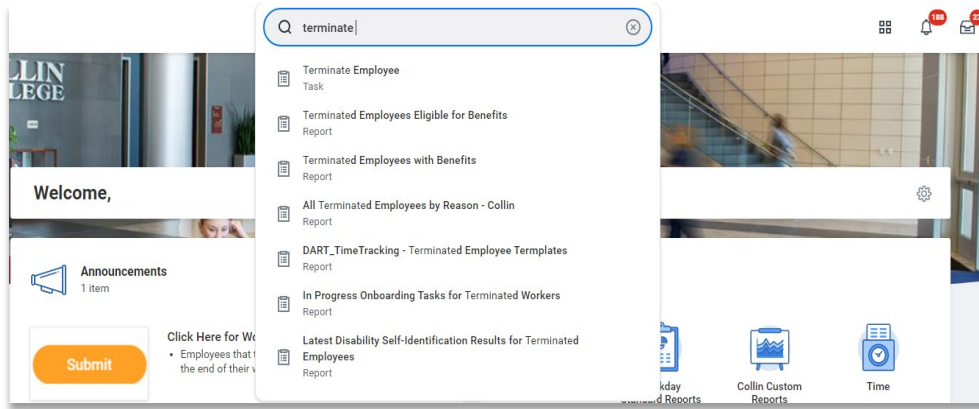 terminate
188
LLIN
LEGE
Terminate Employee
Task
Terminated Employees Eligible for Benefits
Report
Terminated Employees with Benefits
Report
All Terminated Employees by Reason - Collin
Report
DART_TimeTracking - Terminated Employee Termplates
Report
In Progress Onboarding Tasks for Terminated Workers
Report
Latest Disability Self-Identification Results for Terminated
Employees
Report
Welcome,
Announcements
1 item
Submit
Click Here for Wo
• Employees that t
the end of their
kday
Standard Reports
Collin Custom
Reports
Time